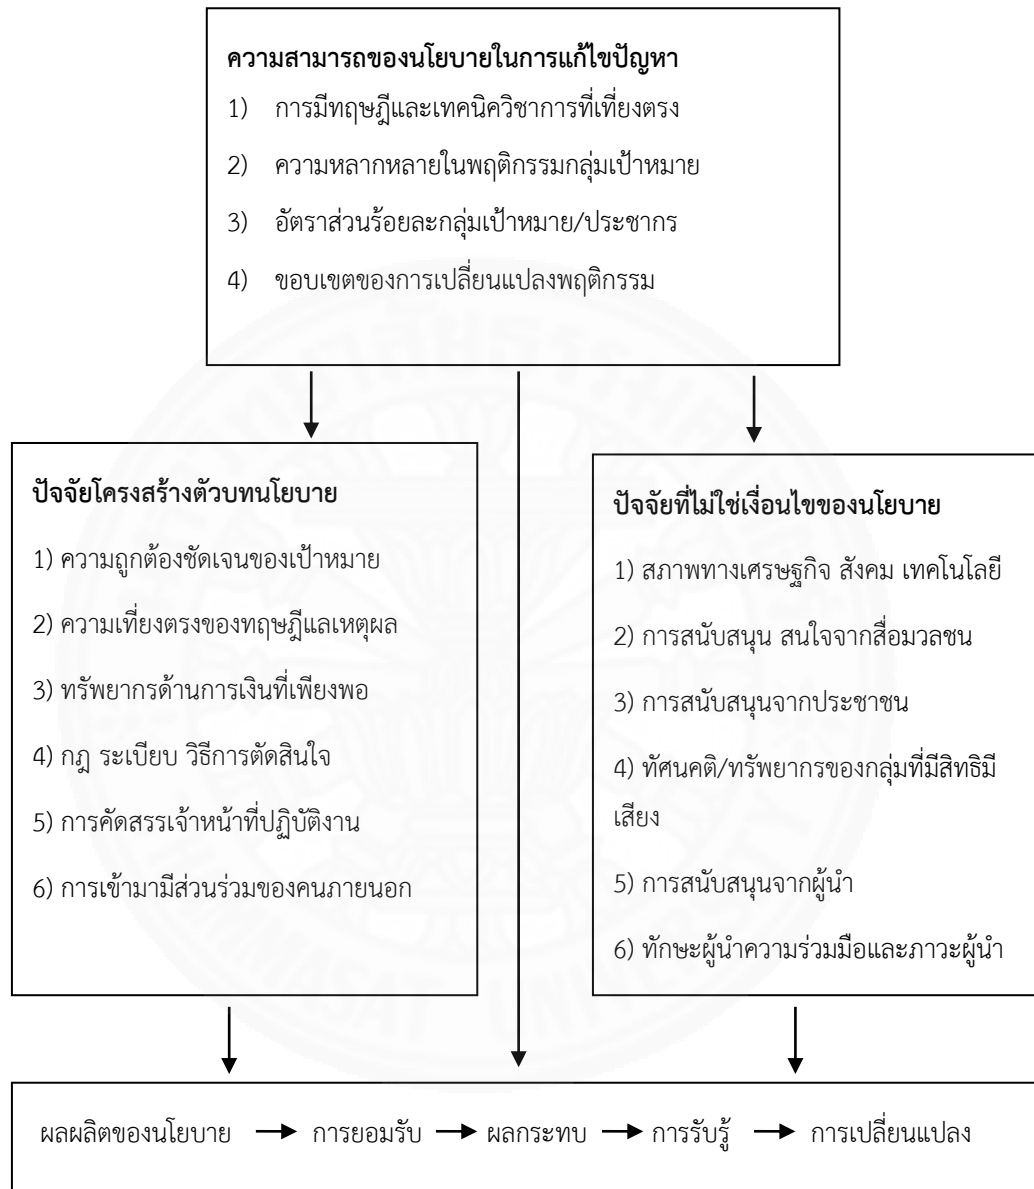 ความสามารถของนโยบายในการแก้ไขปัญหา
1) การมีทฤษฎีและเทคนิควิชาการที่เที่ยงตรง
2) ความหลากหลายในพฤติกรรมกลุ่มเป้าหมาย
3) อัตราส่วนร้อยละกลุ่มเป้าหมาย/ประชากร
4) ขอบเขตของการเปลี่ยนแปลงพฤติกรรม
ปัจจัยโครงสร้างตัวบทนโยบาย
1) ความถูกต้องชัดเจนของเป้าหมาย
2) ความเที่ยงตรงของทฤษฎีแลเหตุผล
3) ทรัพยากรด้านการเงินที่เพียงพอ
4) กฎ ระเบียบ วิธีการตัดสินใจ
5) การคัดสรรเจ้าหน้าที่ปฏิบัติงาน
6) การเข้ามามีส่วนร่วมของคนภายนอก
ปัจจัยที่ไม่ใช่เงื่อนไขของนโยบาย
1) สภาพทางเศรษฐกิจ สังคม เทคโนโลยี
2) การสนับสนุน สนใจจากสื่อมวลชน
3) การสนับสนุนจากประชาชน
4) ทัศนคติ/ทรัพยากรของกลุ่มที่มีสิทธิมี
เสียง
5) การสนับสนุนจากผู้นำ
6) ทักษะผู้นำความร่วมมือและภาวะผู้นำ
ผลผลิตของนโยบาย → การยอมรับ → ผลกระทบ → การรับรู้ → การเปลี่ยนแปลง
THAMMASAT UNIVERSITY